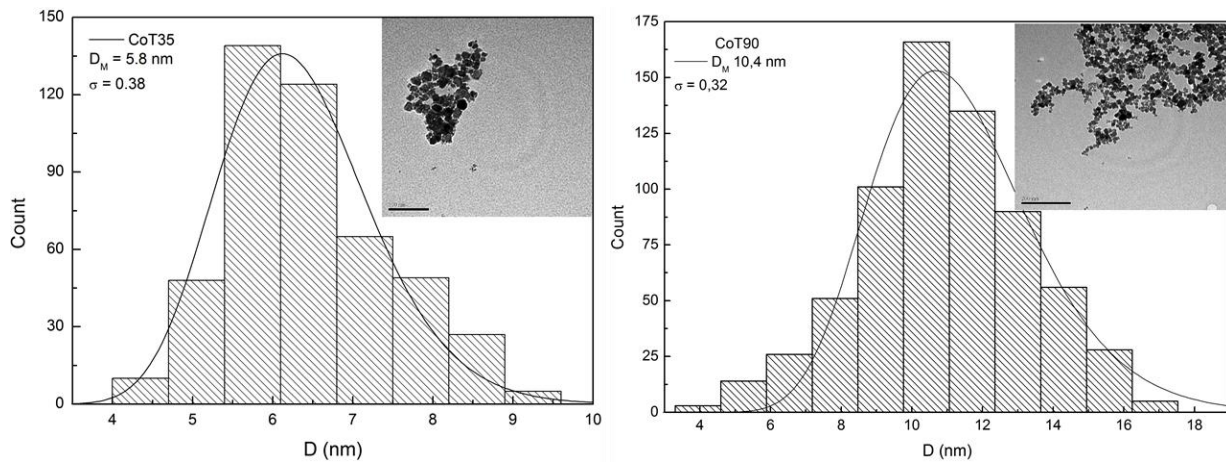 CoT35
D_M = 5.8 nm
σ = 0.38
Count
150
120
90
60
30
0
4 5 6 7 8 9 10
D (nm)
CoT90
D_M 10,4 nm
σ = 0,32
Count
175
150
125
100
75
50
25
0
4 6 8 10 12 14 16 18
D (nm)